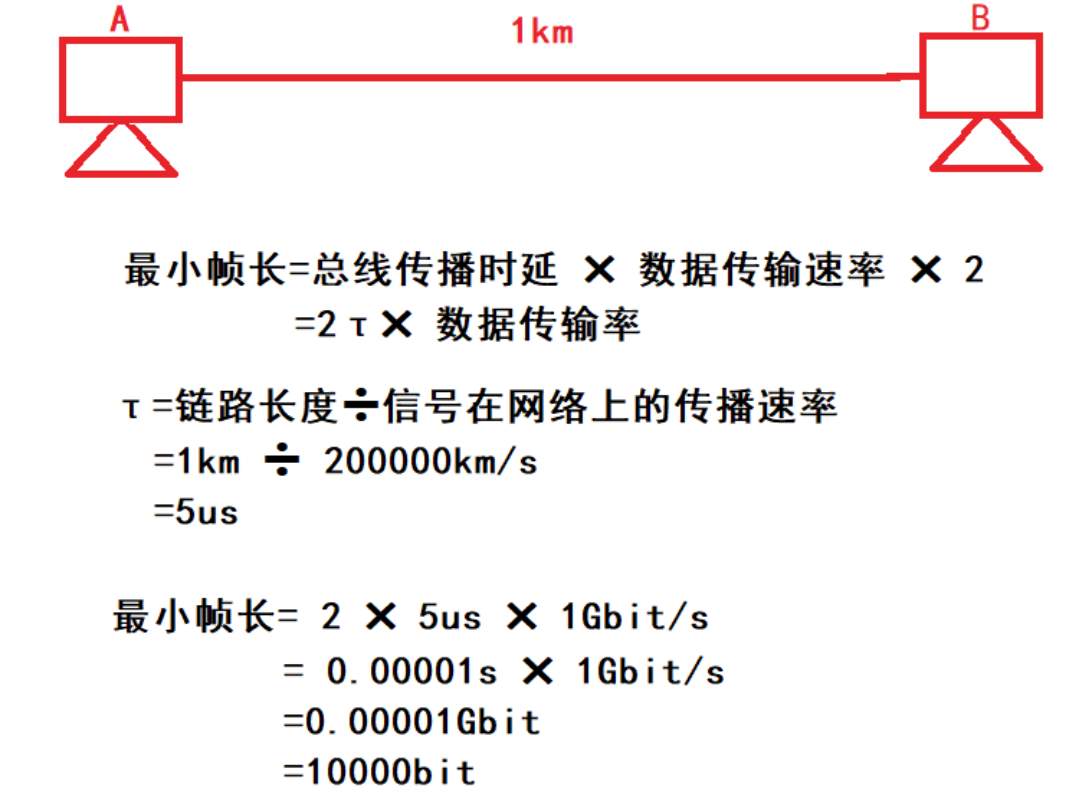 A
1km
B
最小帧长=总线传播时延 × 数据传输速率 × 2
=2τ× 数据传输率
τ=链路长度÷信号在网络上的传播速率
=1km ÷ 200000km/s
=5us
最小帧长= 2 × 5us × 1Gbit/s
= 0.00001s × 1Gbit/s
=0.00001Gbit
=10000bit